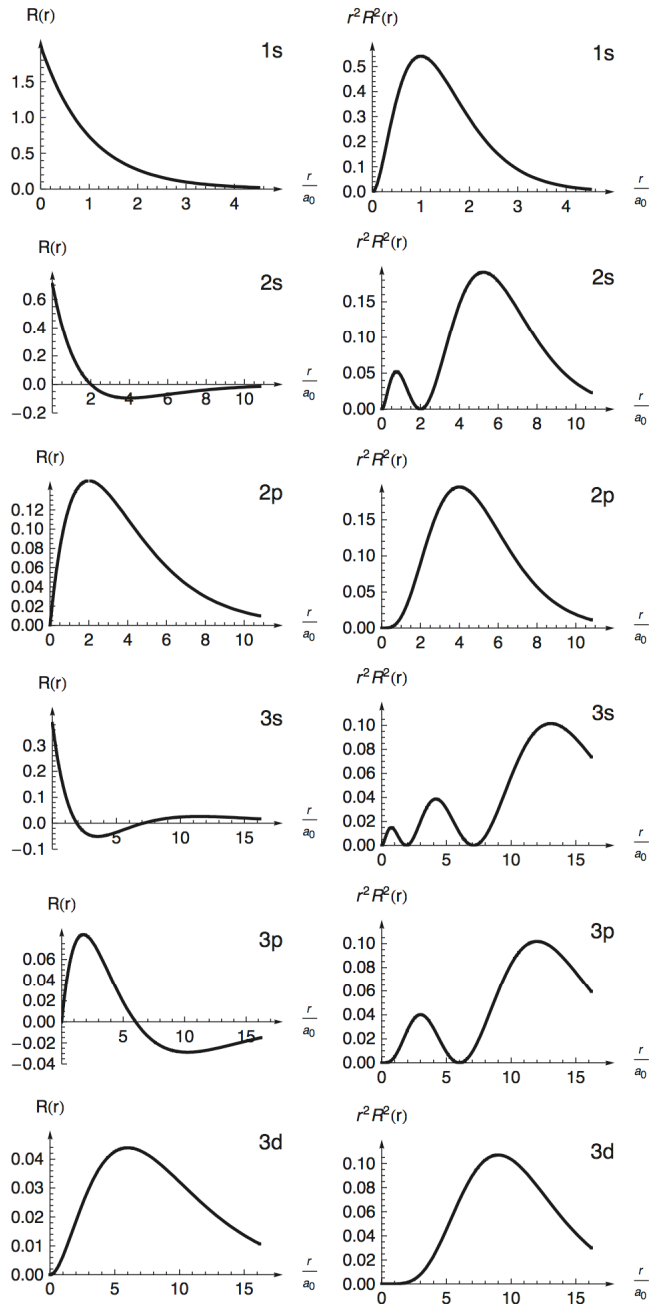 R(r)
1s
1.5
1.0
0.5
0.0
0 1 2 3 4
r
a₀
r²R²(r)
1s
0.5
0.4
0.3
0.2
0.1
0.0
0 1 2 3 4
r
a₀
R(r)
2s
0.6
0.4
0.2
0.0
−0.2
2 4 6 8 10
r
a₀
r²R²(r)
2s
0.15
0.10
0.05
0.00
0 2 4 6 8 10
r
a₀
R(r)
2p
0.12
0.10
0.08
0.06
0.04
0.02
0.00
0 2 4 6 8 10
r
a₀
r²R²(r)
2p
0.15
0.10
0.05
0.00
0 2 4 6 8 10
r
a₀
R(r)
3s
0.3
0.2
0.1
0.0
−0.1
5 10 15
r
a₀
r²R²(r)
3s
0.10
0.08
0.06
0.04
0.02
0.00
0 5 10 15
r
a₀
R(r)
3p
0.06
0.04
0.02
0.00
−0.02
−0.04
5 10 15
r
a₀
r²R²(r)
3p
0.10
0.08
0.06
0.04
0.02
0.00
0 5 10 15
r
a₀
R(r)
3d
0.04
0.03
0.02
0.01
0.00
0 5 10 15
r
a₀
r²R²(r)
3d
0.10
0.08
0.06
0.04
0.02
0.00
0 5 10 15
r
a₀